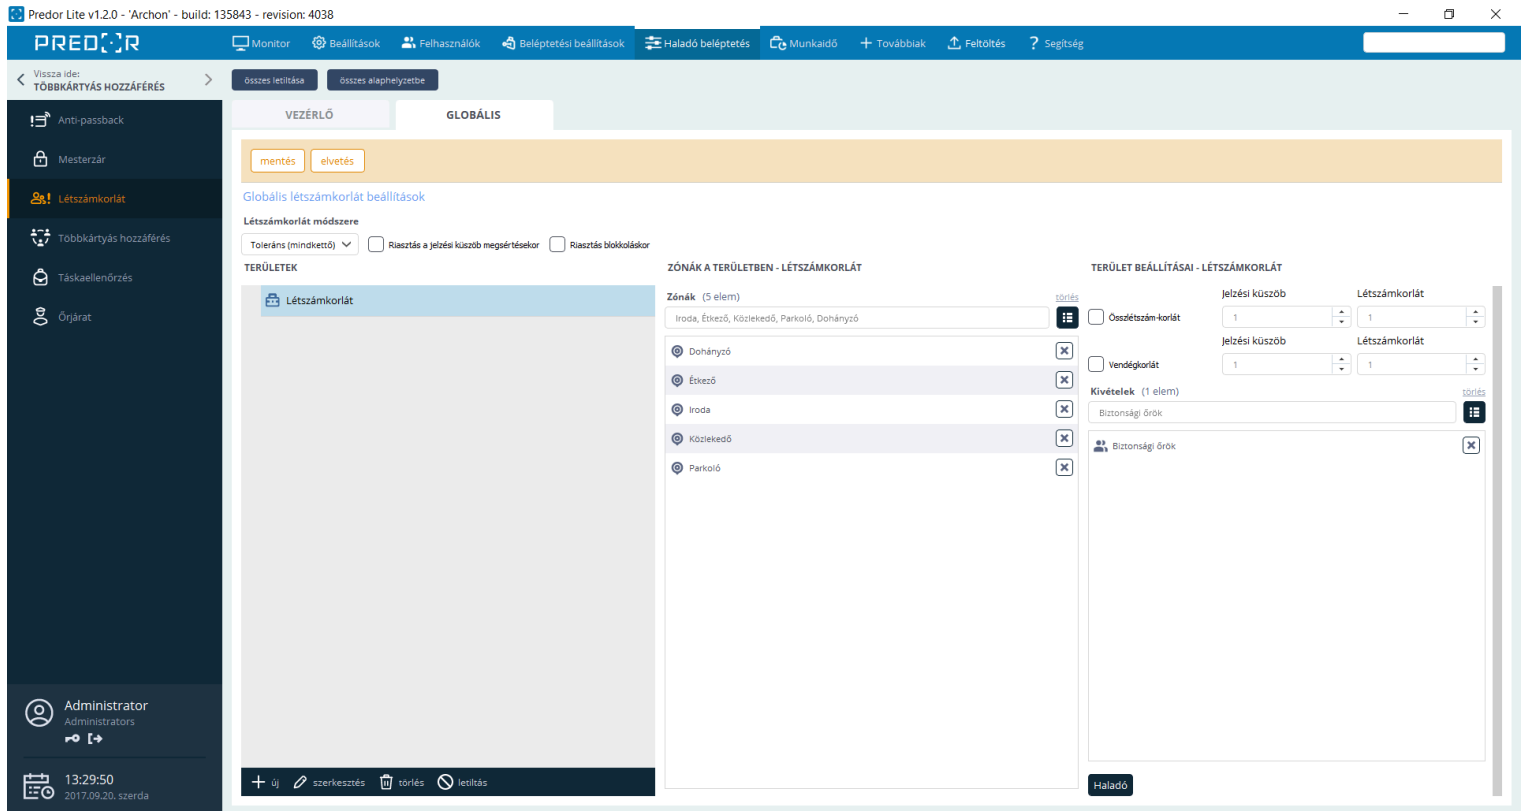 Predor Lite v1.2.0 - 'Archon' - build: 135843 - revision: 4038
PREDOR
Monitor
Beállítások
Felhasználók
Beléptetési beállítások
Haladó beléptetés
Munkaidő
Továbbiak
Feltöltés
? Segítség
Vissza ide:
TÖBBKÁRTYÁS HOZZÁFÉRÉS
összes letiltása
összes alaphelyzetbe
Anti-passback
Mesterzár
Létszámkorlát
Többkártyás hozzáférés
Táskaellenőrzés
Őrjárat
VEZÉRLŐ
GLOBÁLIS
mentés
elvetés
Globális létszámkorlát beállítások
Létszámkorlát módszere
Toleráns (mindkettő)
Riasztás a jelzési küszöb megsértésekor
Riasztás blokkoláskor
TERÜLETEK
Létszámkorlát
ZÓNÁK A TERÜLETBEN - LÉTSZÁMKORLÁT
Zónák (5 elem)
törlés
Iroda, Étkező, Közlekedő, Parkoló, Dohányzó
Dohányzó
Étkező
Iroda
Közlekedő
Parkoló
TERÜLET BEÁLLÍTÁSAI - LÉTSZÁMKORLÁT
Jelzési küszöb
Létszámkorlát
Összlétszám-korlát
1
1
Jelzési küszöb
Létszámkorlát
Vendégkorlát
1
1
Kivételek (1 elem)
törlés
Biztonsági őrök
Biztonsági őrök
Haladó
új
szerkesztés
törlés
letiltás
Administrator
Administrators
13:29:50
2017.09.20. szerda